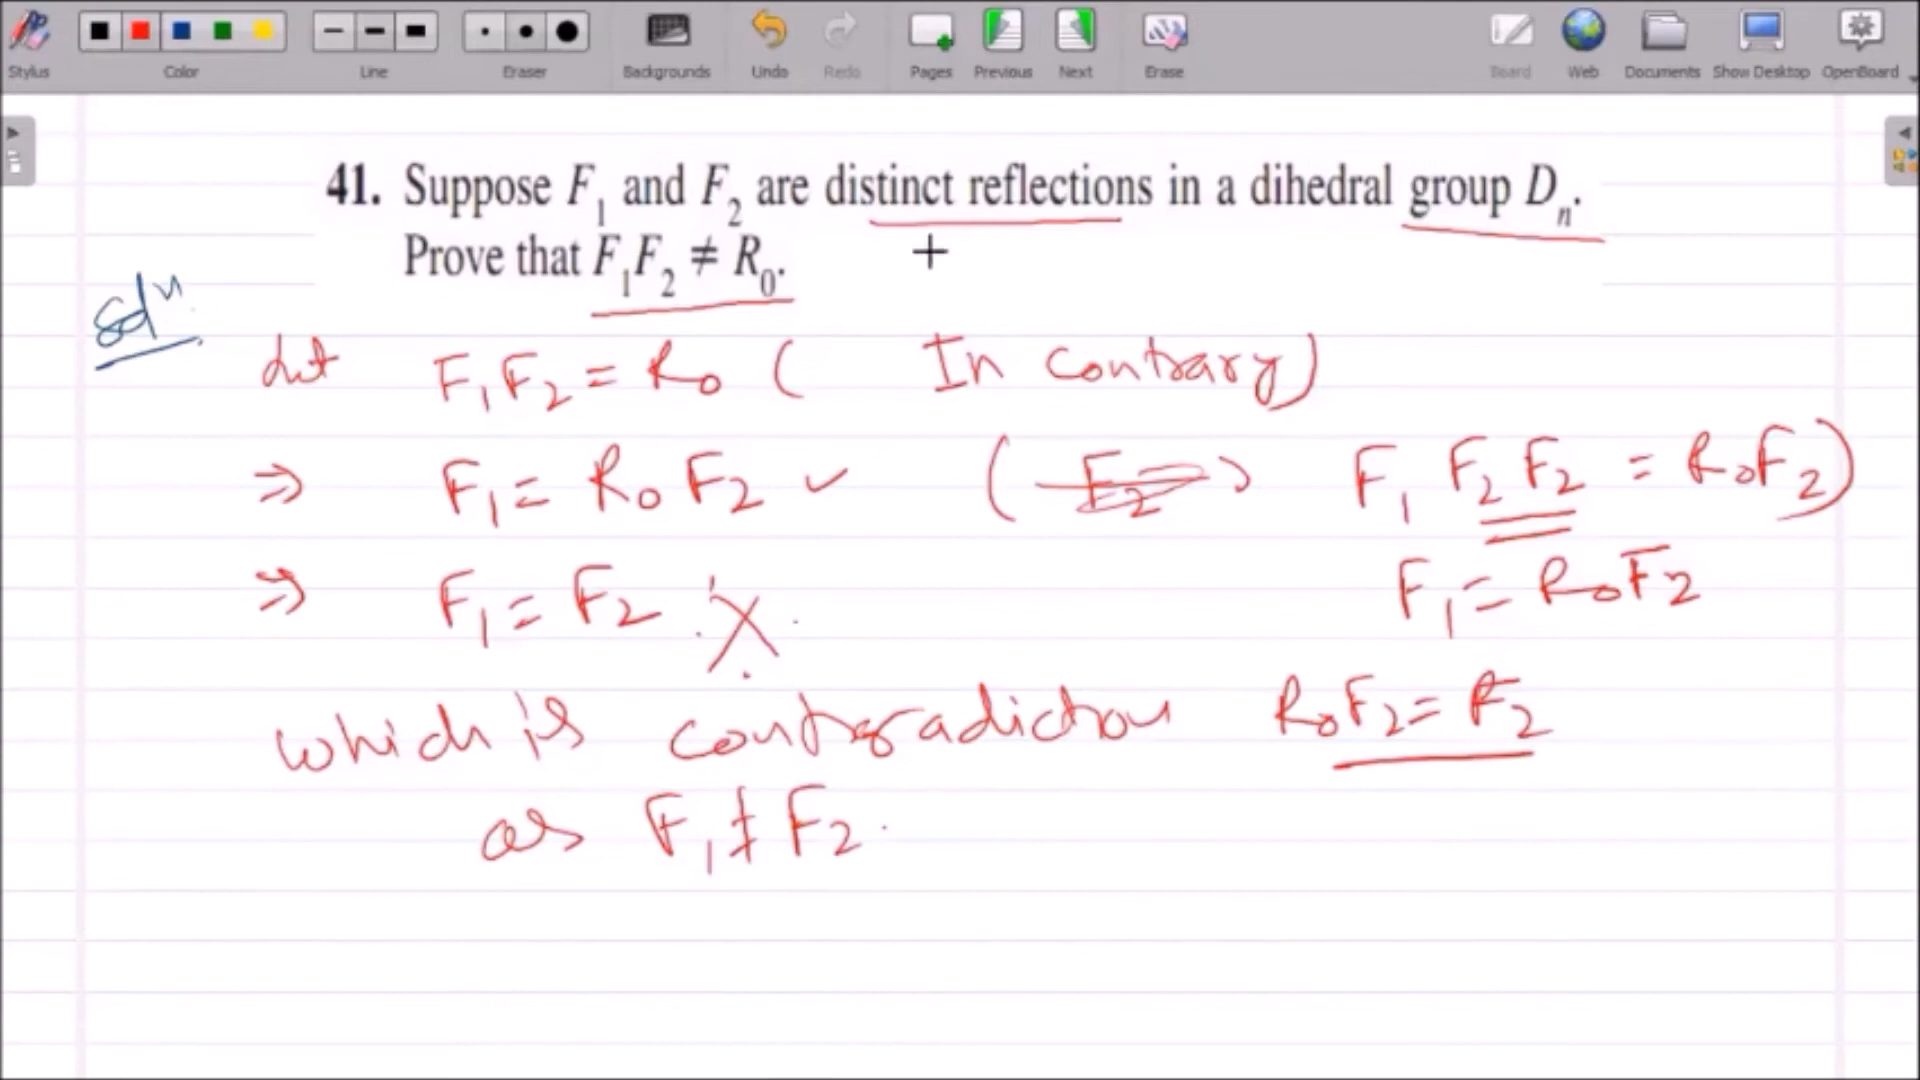 Stylus Color Line Eraser Backgrounds Undo Redo Pages Previous Next Erase Board Web Documents Show Desktop OpenBoard
41. Suppose F₁ and F₂ are distinct reflections in a dihedral group Dₙ.
Prove that F₁F₂ ≠ R₀.
Solⁿ.
Let F₁F₂ = R₀ ( In contrary)
⇒ F₁ = R₀F₂ ✓ ( F₁ F₂ F₂ = R₀F₂)
⇒ F₁ = F₂ X F₁ = R₀F₂
which is contradiction R₀F₂ = F₂
as F₁ ≠ F₂.